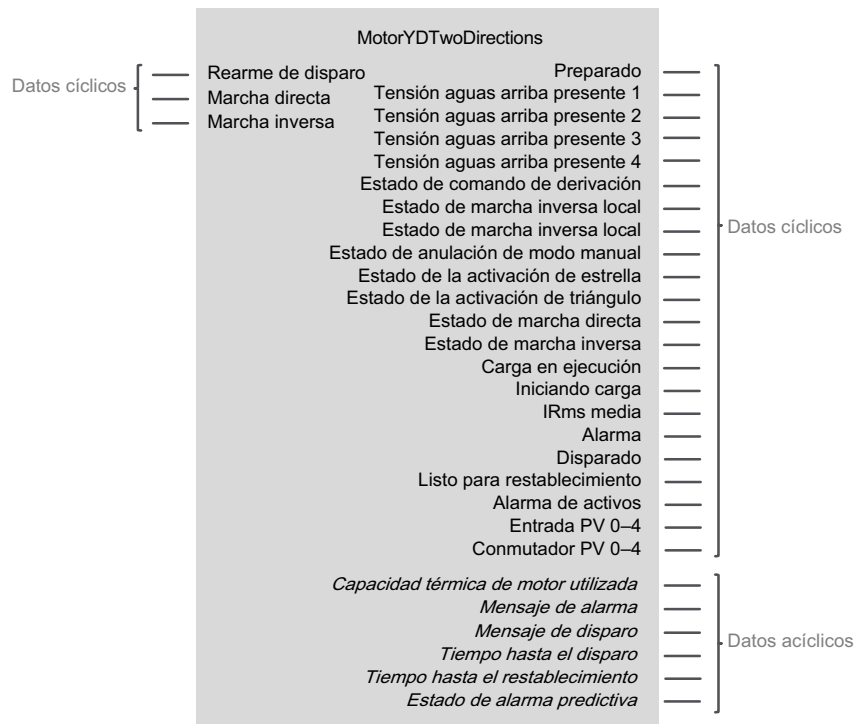 MotorYDTwoDirections
Datos cíclicos
Rearme de disparo
Marcha directa
Marcha inversa
Preparado
Tensión aguas arriba presente 1
Tensión aguas arriba presente 2
Tensión aguas arriba presente 3
Tensión aguas arriba presente 4
Estado de comando de derivación
Estado de marcha inversa local
Estado de marcha inversa local
Estado de anulación de modo manual
Estado de la activación de estrella
Estado de la activación de triángulo
Estado de marcha directa
Estado de marcha inversa
Carga en ejecución
Iniciando carga
IRms media
Alarma
Disparado
Listo para restablecimiento
Alarma de activos
Entrada PV 0–4
Conmutador PV 0–4
Datos cíclicos
Capacidad térmica de motor utilizada
Mensaje de alarma
Mensaje de disparo
Tiempo hasta el disparo
Tiempo hasta el restablecimiento
Estado de alarma predictiva
Datos acíclicos